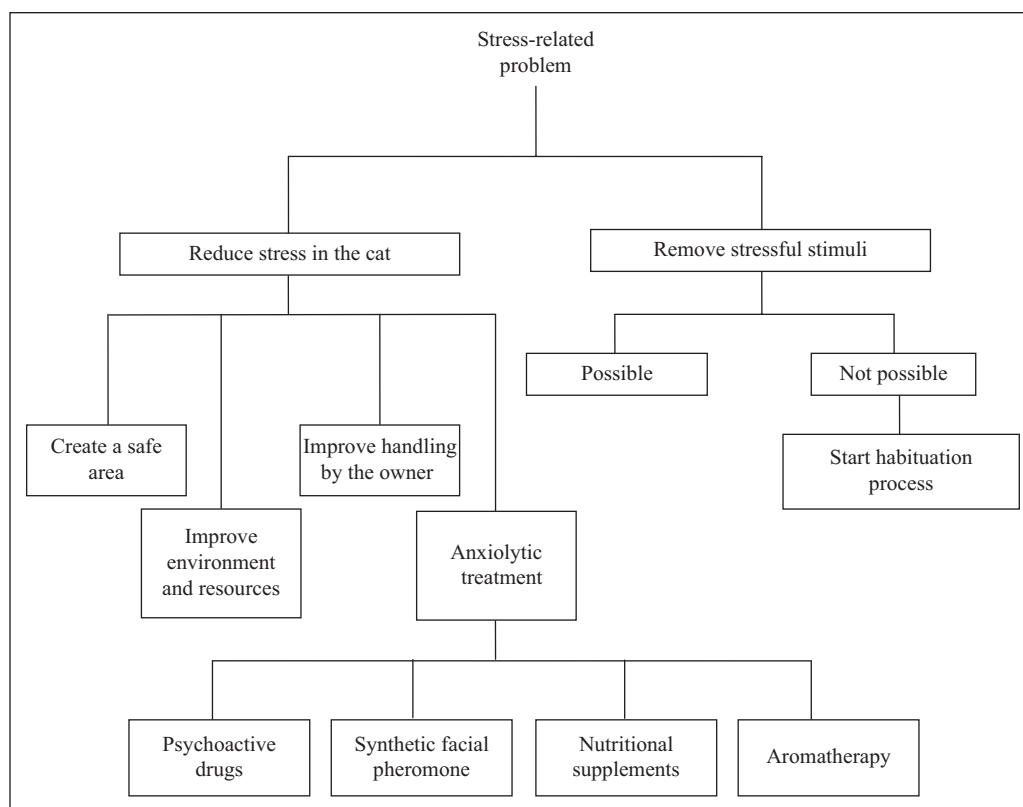 Stress-related
problem
Reduce stress in the cat
Remove stressful stimuli
Possible
Not possible
Create a safe
area
Improve handling
by the owner
Start habituation
process
Improve
environment
and resources
Anxiolytic
treatment
Psychoactive
drugs
Synthetic facial
pheromone
Nutritional
supplements
Aromatherapy